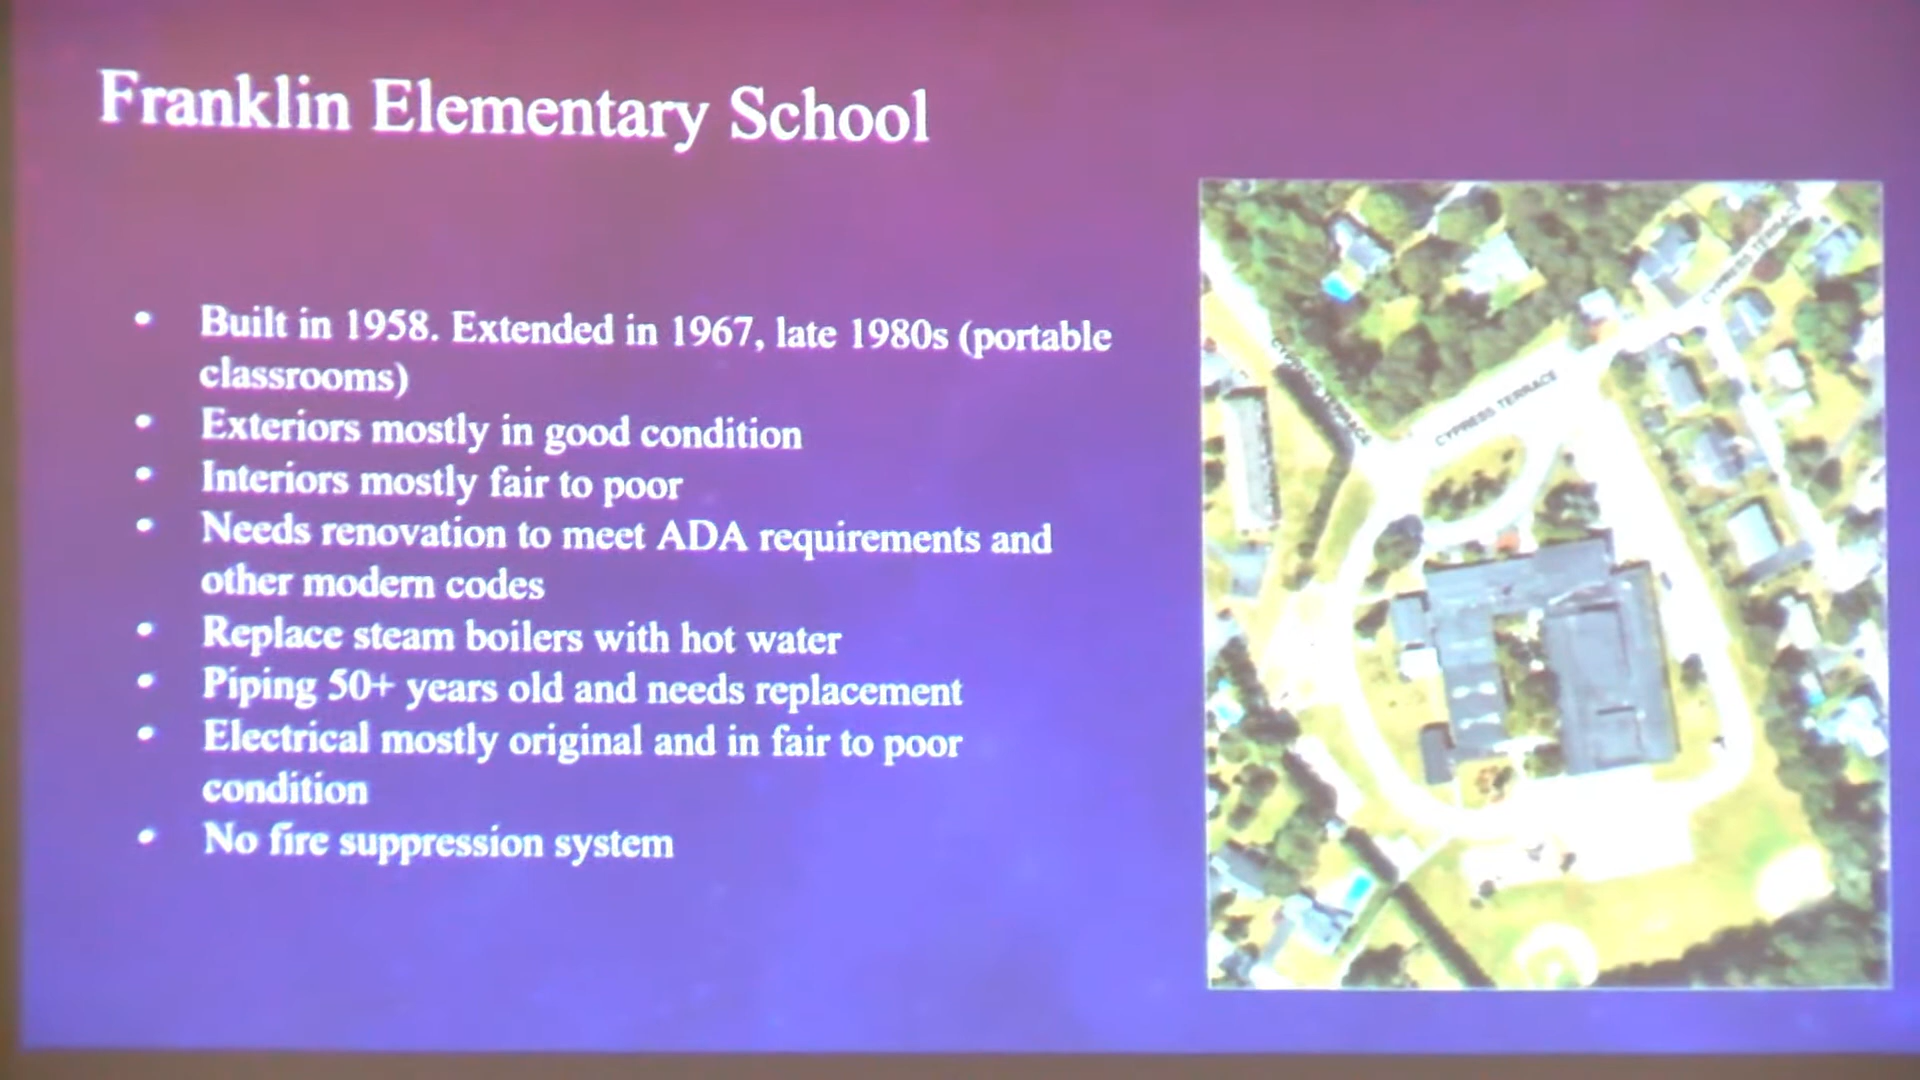 Franklin Elementary School
• Built in 1958. Extended in 1967, late 1980s (portable
classrooms)
• Exteriors mostly in good condition
• Interiors mostly fair to poor
• Needs renovation to meet ADA requirements and
other modern codes
• Replace steam boilers with hot water
• Piping 50+ years old and needs replacement
• Electrical mostly original and in fair to poor
condition
• No fire suppression system
CYPRESS TERRACE
CYPRESS TERRACE
TERRACE